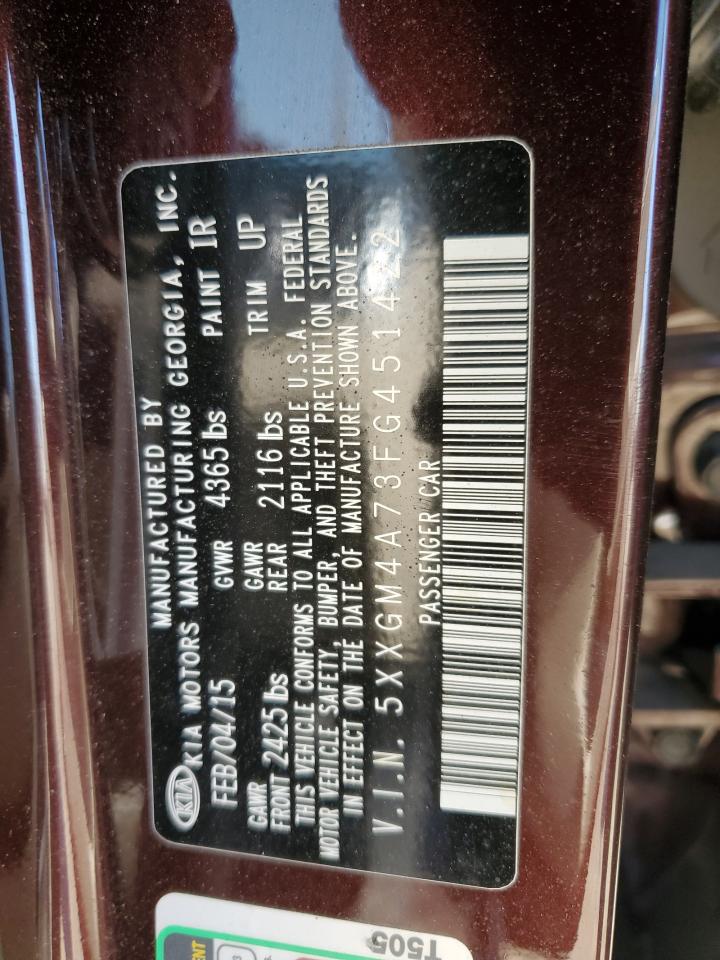 MANUFACTURED BY
KIA KIA MOTORS MANUFACTURING GEORGIA, INC.
FEB/04/15 GVWR 4365 lbs PAINT IR
GAWR FRONT 2425 lbs GAWR REAR 2116 lbs TRIM UP
THIS VEHICLE CONFORMS TO ALL APPLICABLE U.S.A. FEDERAL
MOTOR VEHICLE SAFETY, BUMPER, AND THEFT PREVENTION STANDARDS
IN EFFECT ON THE DATE OF MANUFACTURE SHOWN ABOVE.
V.I.N. 5XXGM4A73FG451422
PASSENGER CAR
T505